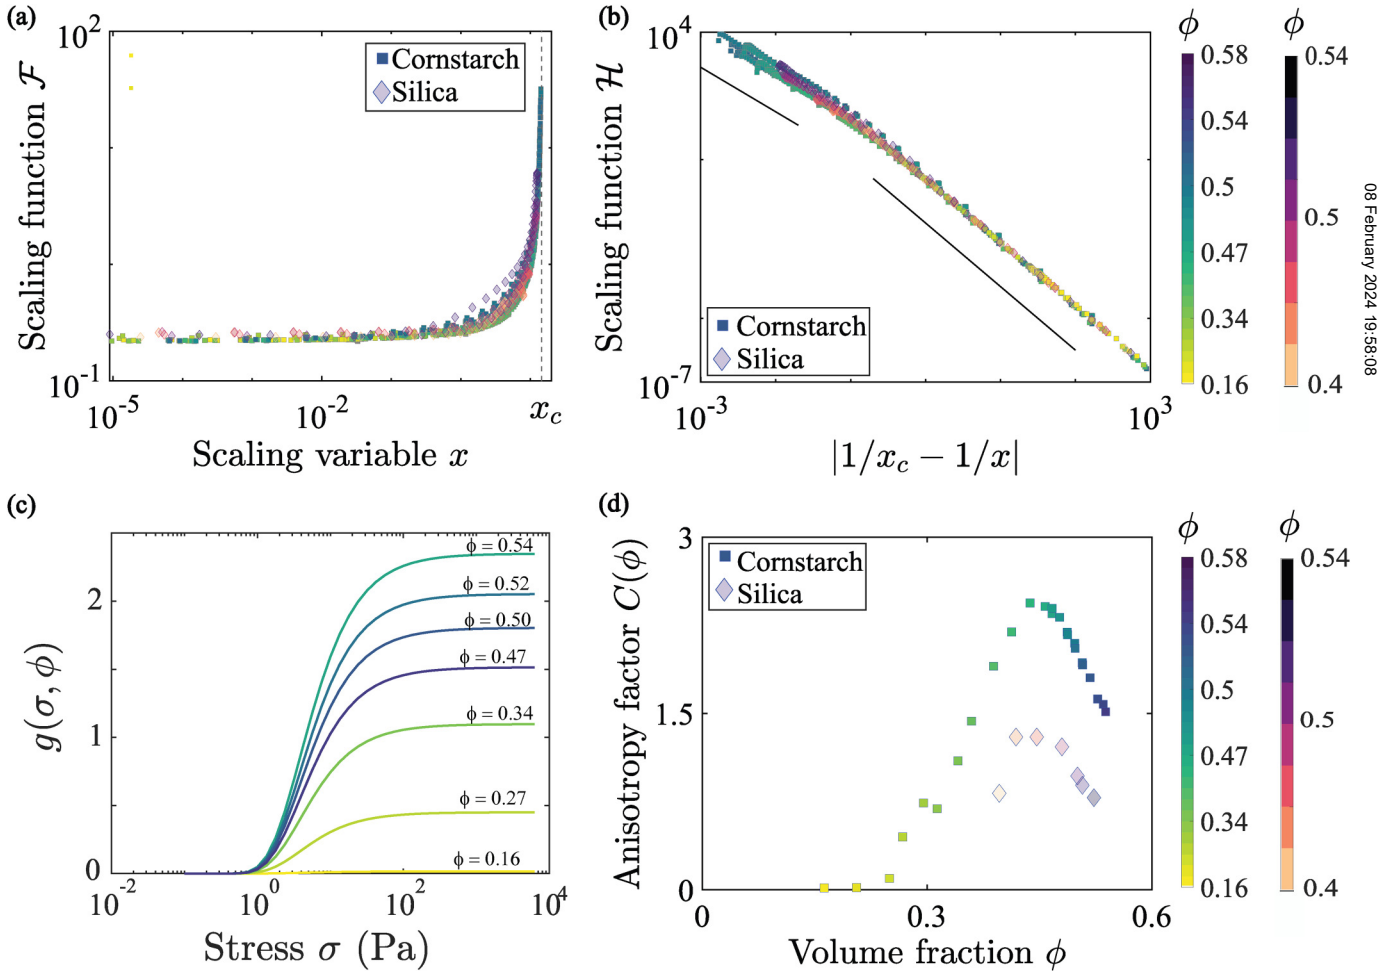 (a)
10^2
Scaling function ℱ
10^-1
Cornstarch
Silica
10^-5
10^-2
x_c
Scaling variable x
(b)
10^4
Scaling function ℋ
10^-7
Cornstarch
Silica
10^-3
10^3
|1/x_c − 1/x|
ϕ
0.58
0.54
0.5
0.47
0.34
0.16
ϕ
0.54
0.5
0.4
08 February 2024 19:58:08
(c)
g(σ, ϕ)
2
1
0
ϕ = 0.54
ϕ = 0.52
ϕ = 0.50
ϕ = 0.47
ϕ = 0.34
ϕ = 0.27
ϕ = 0.16
10^-2
10^0
10^2
10^4
Stress σ (Pa)
(d)
Anisotropy factor C(ϕ)
3
1.5
0
Cornstarch
Silica
0
0.3
0.6
Volume fraction ϕ
ϕ
0.58
0.54
0.5
0.47
0.34
0.16
ϕ
0.54
0.5
0.4